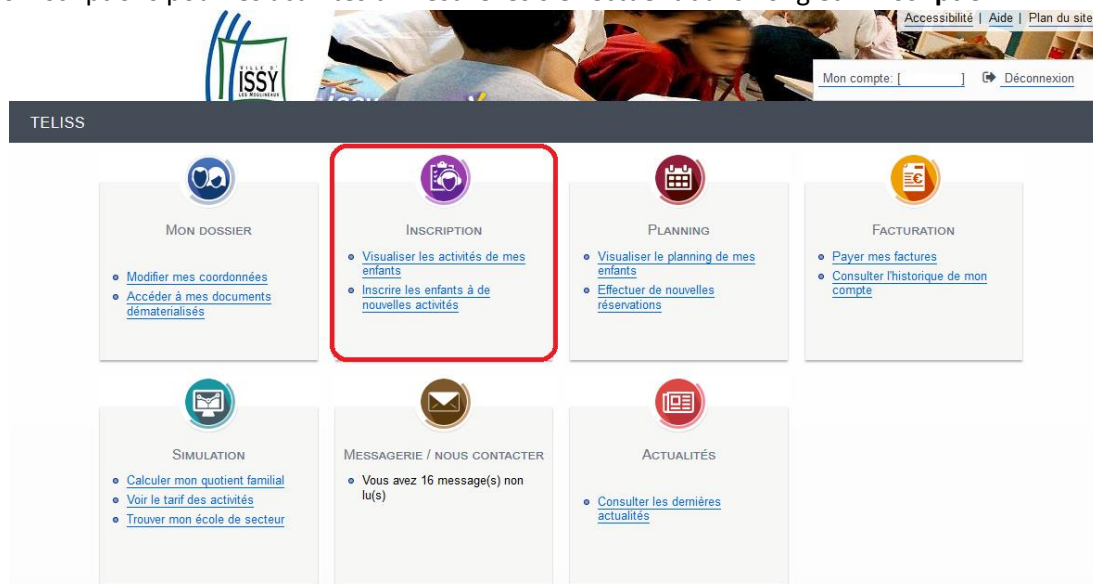 Accessibilité | Aide | Plan du site
VILLE D'
ISSY
LES MOULINEAUX
Mon compte: [ ] Déconnexion
TELISS
MON DOSSIER
Modifier mes coordonnées
Accéder à mes documents
dématerialisés
INSCRIPTION
Visualiser les activités de mes
enfants
Inscrire les enfants à de
nouvelles activités
PLANNING
Visualiser le planning de mes
enfants
Effectuer de nouvelles
réservations
FACTURATION
Payer mes factures
Consulter l'historique de mon
compte
SIMULATION
Calculer mon quotient familial
Voir le tarif des activités
Trouver mon école de secteur
MESSAGERIE / NOUS CONTACTER
Vous avez 16 message(s) non
lu(s)
ACTUALITÉS
Consulter les dernières
actualités